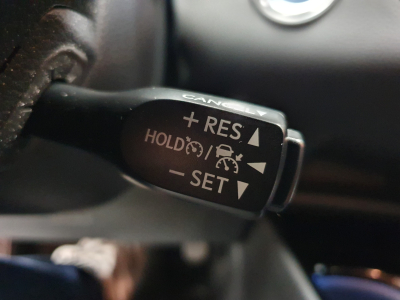 CANCEL
+ RES
HOLD /
− SET